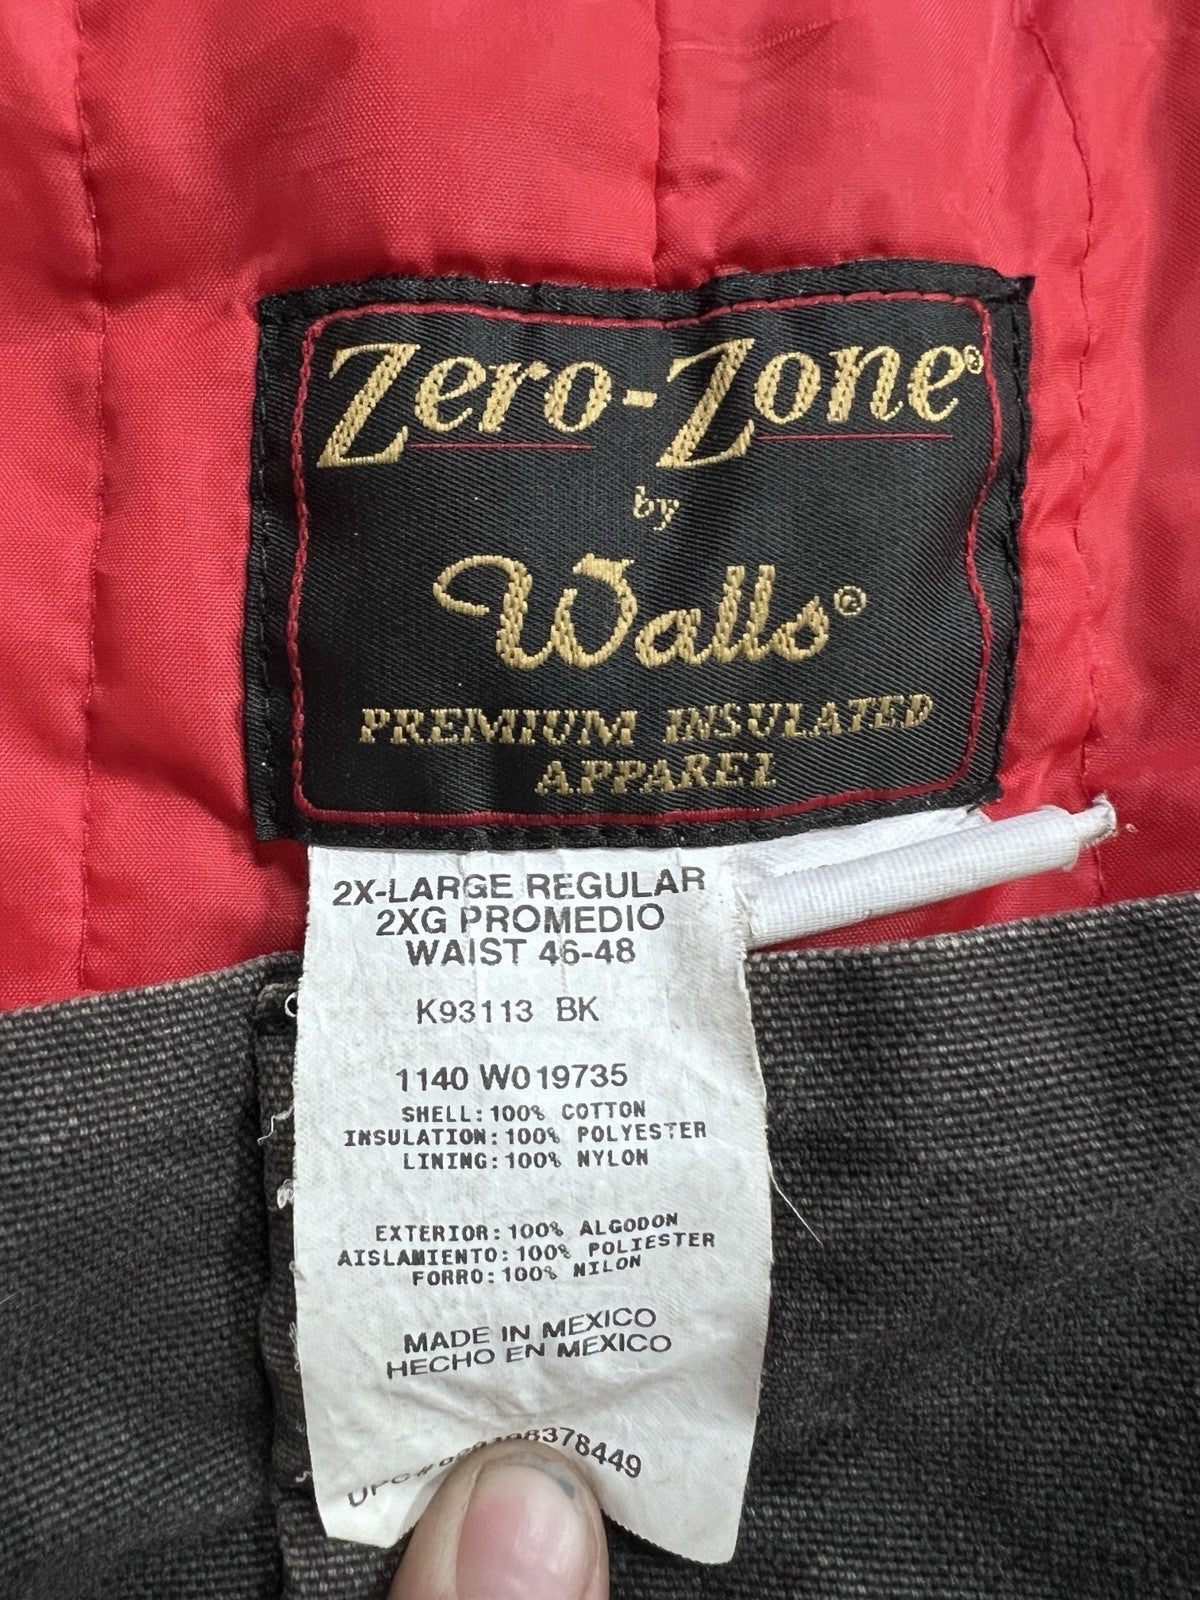 Zero-Zone®
by
Walls®
PREMIUM INSULATED
APPAREL
2X-LARGE REGULAR
2XG PROMEDIO
WAIST 46-48
K93113 BK
1140 W019735
SHELL: 100% COTTON
INSULATION: 100% POLYESTER
LINING: 100% NYLON
EXTERIOR: 100% ALGODON
AISLAMIENTO: 100% POLIESTER
FORRO: 100% NILON
MADE IN MEXICO
HECHO EN MEXICO
UPC#